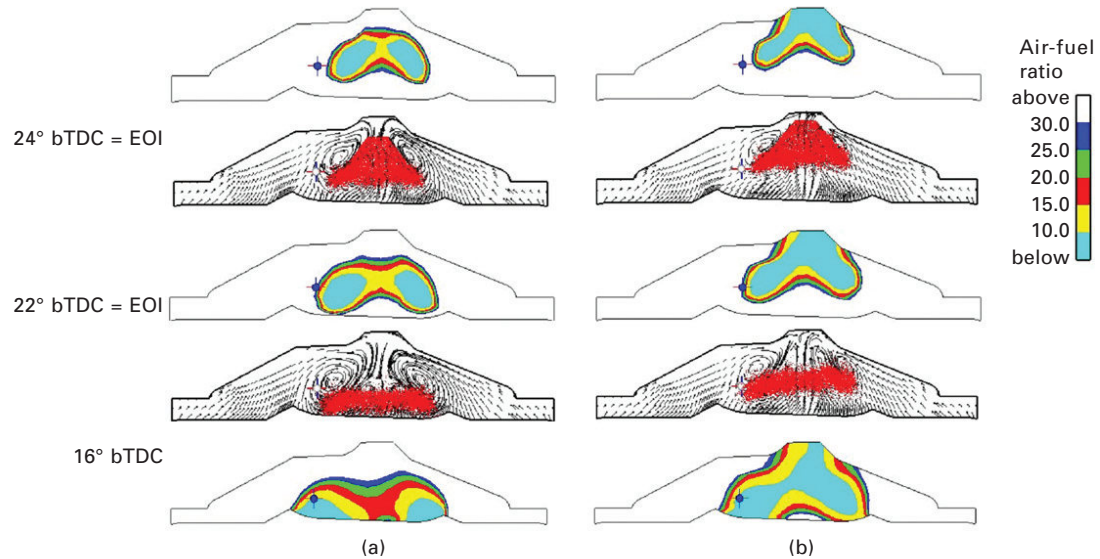 Air-fuel
ratio
above
30.0
25.0
20.0
15.0
10.0
below
24° bTDC = EOI
22° bTDC = EOI
16° bTDC
(a)
(b)